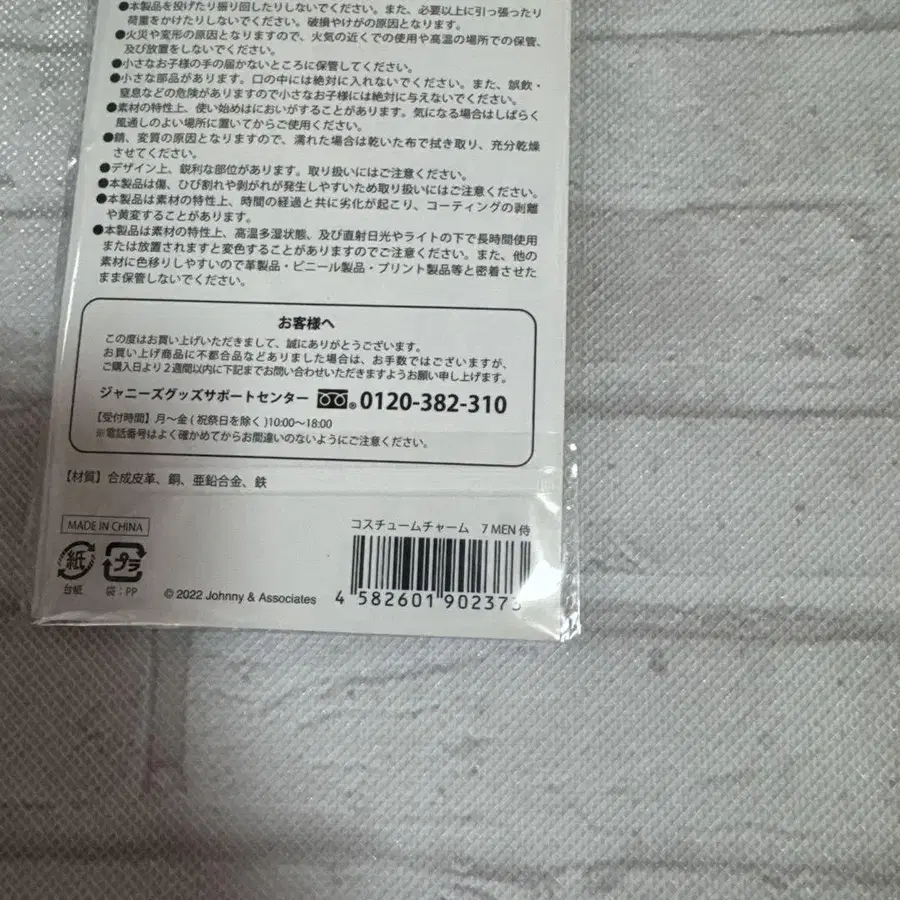 ●本製品を投げたり振り回したりしないでください。また、必要以上に引っ張ったり
荷重をかけたりしないでください。破損やけがの原因となります。
●火災や変形の原因となりますので、火気の近くでの使用や高温の場所での保管、
及び放置をしないでください。
●小さなお子様の手の届かないところに保管してください。
●小さな部品があります。口の中には絶対に入れないでください。また、誤飲・
窒息などの危険がありますので小さなお子様には絶対に与えないでください。
●素材の特性上、使い始めはにおいがすることがあります。気になる場合はしばらく
風通しのよい場所に置いてからご使用ください。
●錆、変質の原因となりますので、濡れた場合は乾いた布で拭き取り、充分乾燥
させてください。
●デザイン上、鋭利な部位があります。取り扱いにはご注意ください。
●本製品は傷、ひび割れや剥がれが発生しやすいため取り扱いにはご注意ください。
●本製品は素材の特性上、時間の経過と共に劣化が起こり、コーティングの剥離
や黄変することがあります。
●本製品は素材の特性上、高温多湿状態、及び直射日光やライトの下で長時間使用
または放置されますと変色することがありますのでご注意ください。また、他の
素材に色移りしやすいので革製品・ビニール製品・プリント製品等と密着させた
まま保管しないでください。
お客様へ
この度はお買い上げいただきまして、誠にありがとうございます。
お買い上げ商品に不都合品などありました場合は、お手数ではございますが、
ご購入日より2週間以内に下記までお問い合わせいただきますようお願い申し上げます。
ジャニーズグッズサポートセンター 0120-382-310
【受付時間】月〜金(祝祭日を除く)10:00〜18:00
※電話番号はよく確かめてからお間違いのないようにご注意ください。
【材質】合成皮革、銅、亜鉛合金、鉄
MADE IN CHINA
コスチュームチャーム 7 MEN 侍
紙 プラ
台紙 袋:PP
© 2022 Johnny & Associates
4 582601 902373